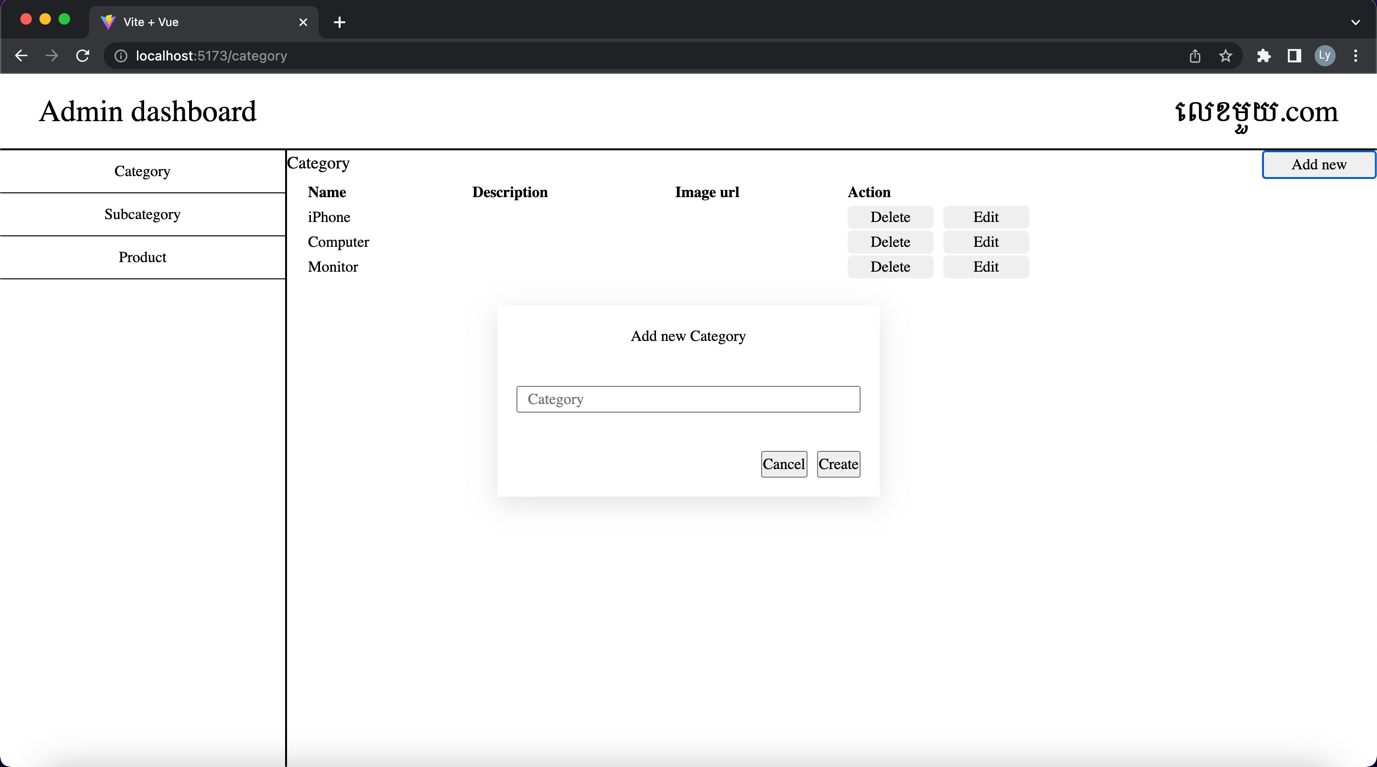 Vite + Vue
localhost:5173/category
Ly
Admin dashboard
លេខមួយ.com
Category
Subcategory
Product
Category
Add new
Name Description Image url Action
iPhone Delete Edit
Computer Delete Edit
Monitor Delete Edit
Add new Category
Category
Cancel Create